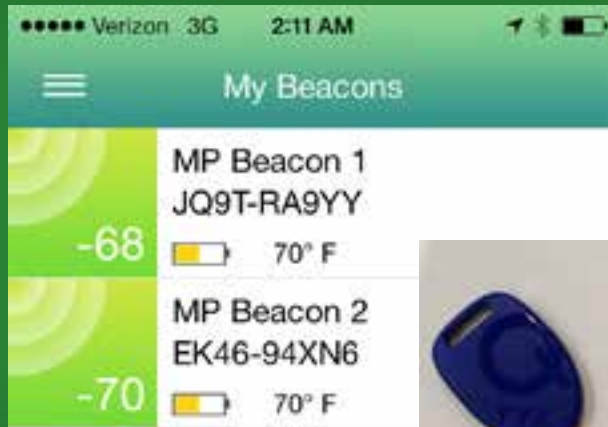 Verizon 3G 2:11 AM
My Beacons
MP Beacon 1
JQ9T-RA9YY
-68
70° F
MP Beacon 2
EK46-94XN6
-70
70° F